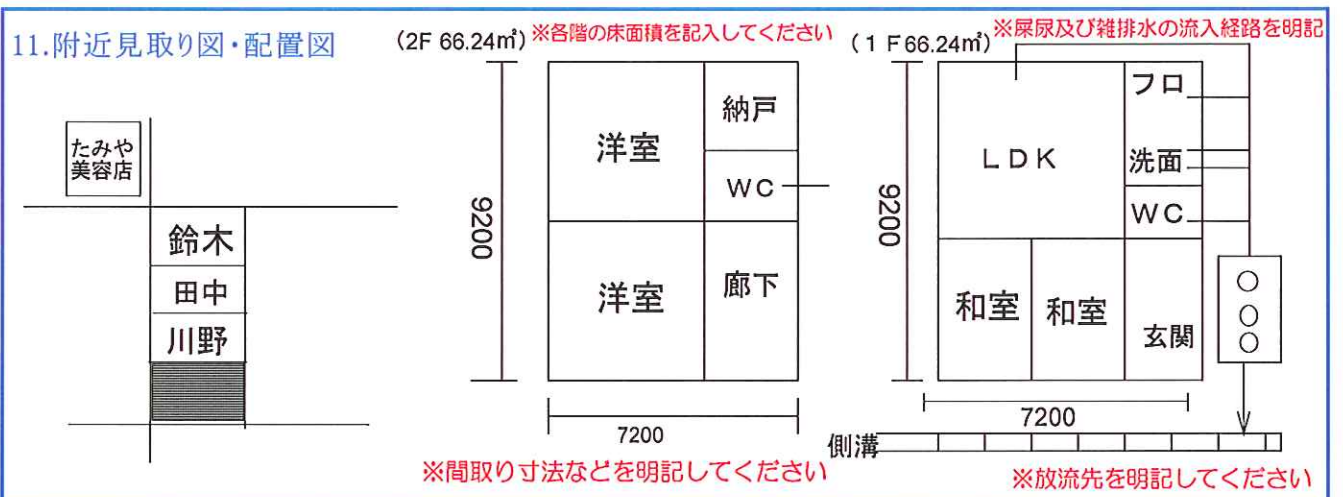 11.附近見取り図・配置図
(2F 66.24㎡)
※各階の床面積を記入してください
(1F66.24㎡)
※屎尿及び雑排水の流入経路を明記
たみや
美容店
鈴木
田中
川野
洋室
納戸
WC
洋室
廊下
9200
7200
※間取り寸法などを明記してください
LDK
フロ
洗面
WC
和室
和室
玄関
9200
7200
側溝
※放流先を明記してください